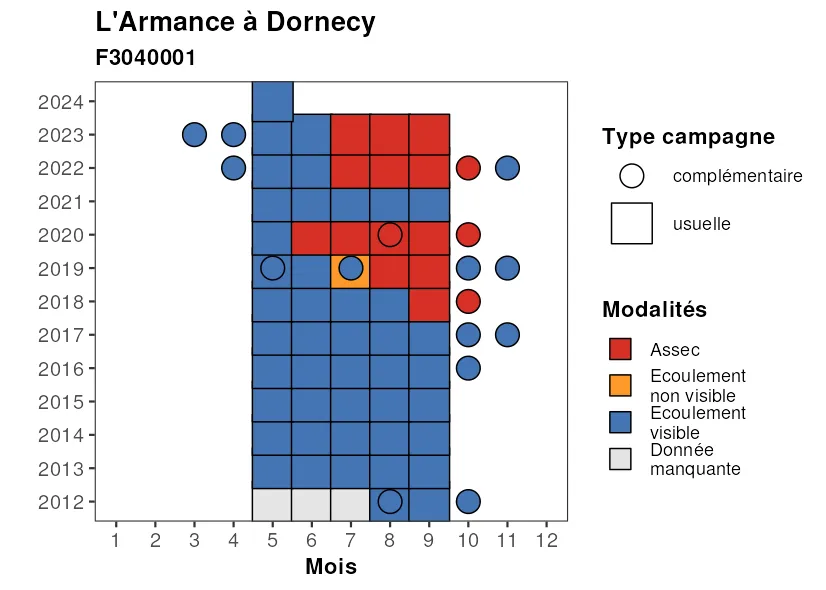 L'Armance à Dornecy
F3040001
2024
2023
2022
2021
2020
2019
2018
2017
2016
2015
2014
2013
2012
1 2 3 4 5 6 7 8 9 10 11 12
Mois
Type campagne
complémentaire
usuelle
Modalités
Assec
Ecoulement
non visible
Ecoulement
visible
Donnée
manquante